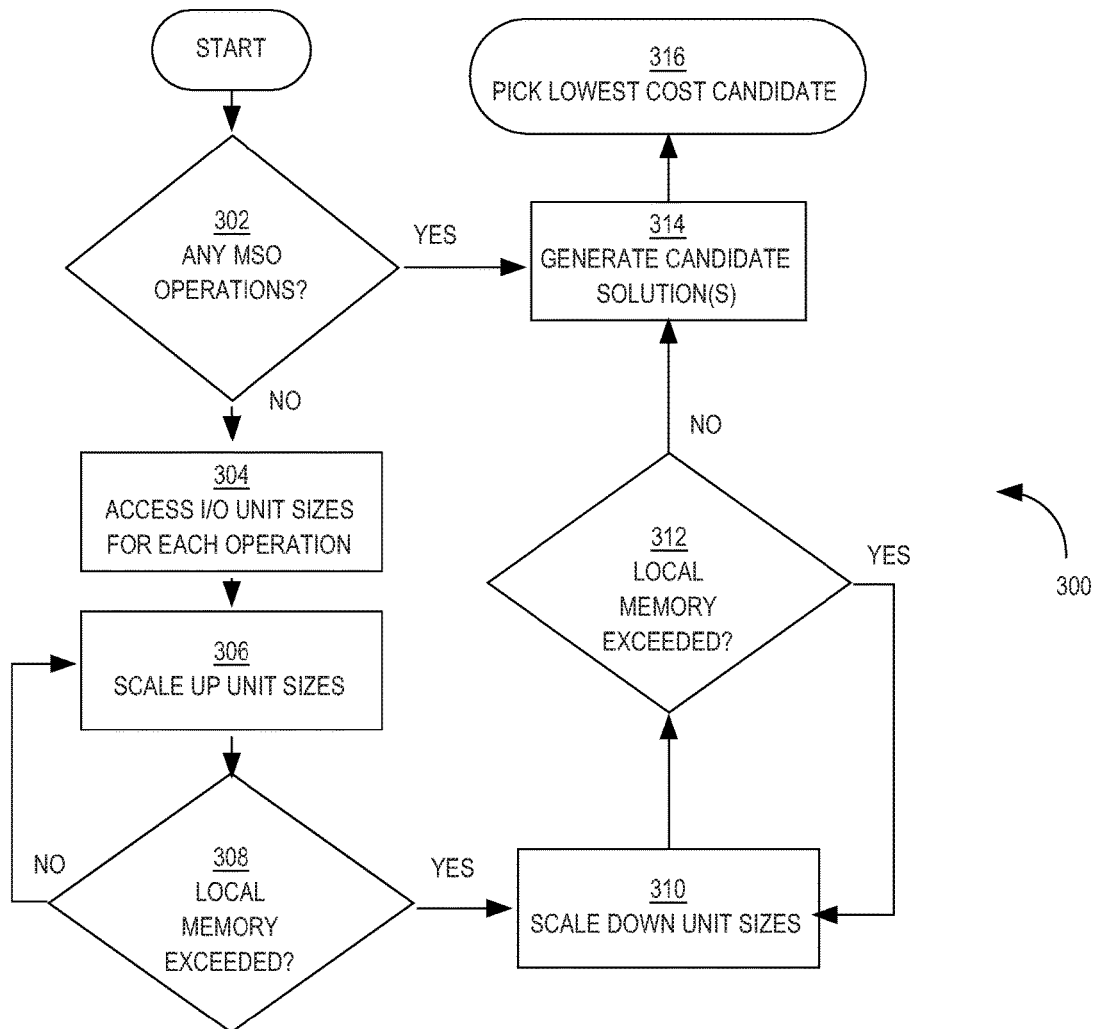 START
302
ANY MSO
OPERATIONS?
YES
NO
304
ACCESS I/O UNIT SIZES
FOR EACH OPERATION
306
SCALE UP UNIT SIZES
308
LOCAL
MEMORY
EXCEEDED?
NO
YES
310
SCALE DOWN UNIT SIZES
312
LOCAL
MEMORY
EXCEEDED?
YES
NO
314
GENERATE CANDIDATE
SOLUTION(S)
316
PICK LOWEST COST CANDIDATE
300